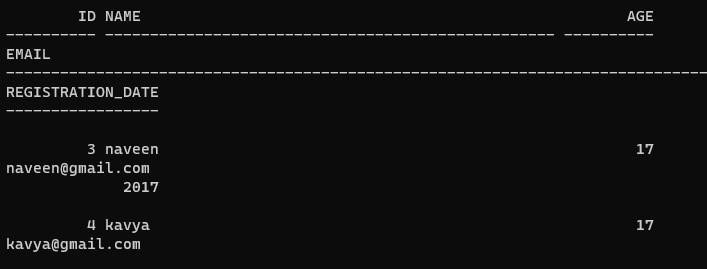 ID NAME AGE
---------- -------------------------------------------------- ----------
EMAIL
--------------------------------------------------------------------------------
REGISTRATION_DATE
-----------------
3 naveen 17
naveen@gmail.com
2017
4 kavya 17
kavya@gmail.com